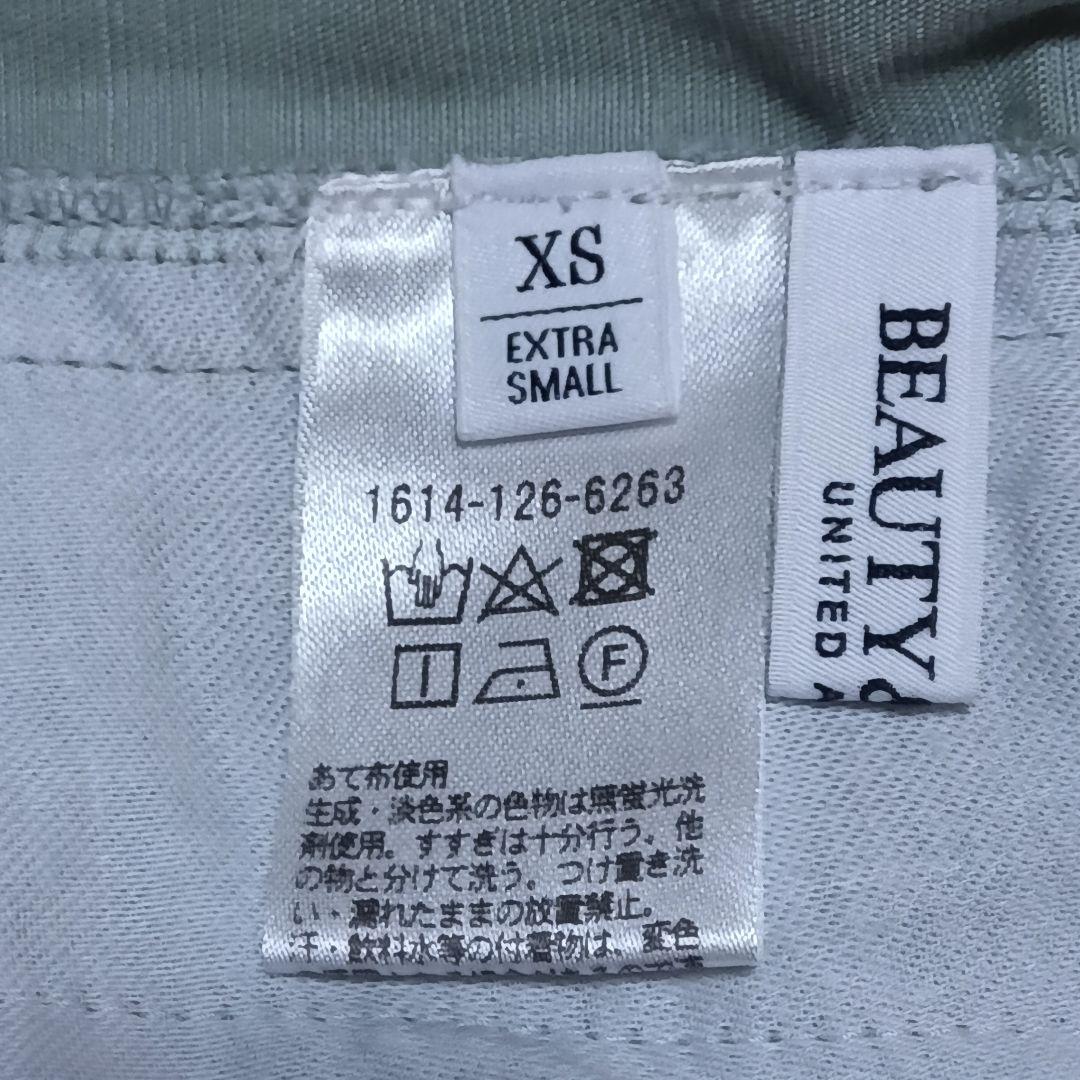 XS
EXTRA
SMALL
1614-126-6263
F
あて布使用
生成・淡色系の色物は無蛍光洗
剤使用。すすぎは十分行う。他
の物と分けて洗う。つけ置き洗
い・濡れたままの放置禁止。
汗・飲料水等の付着物は、変色
BEAUTY &
UNITED A